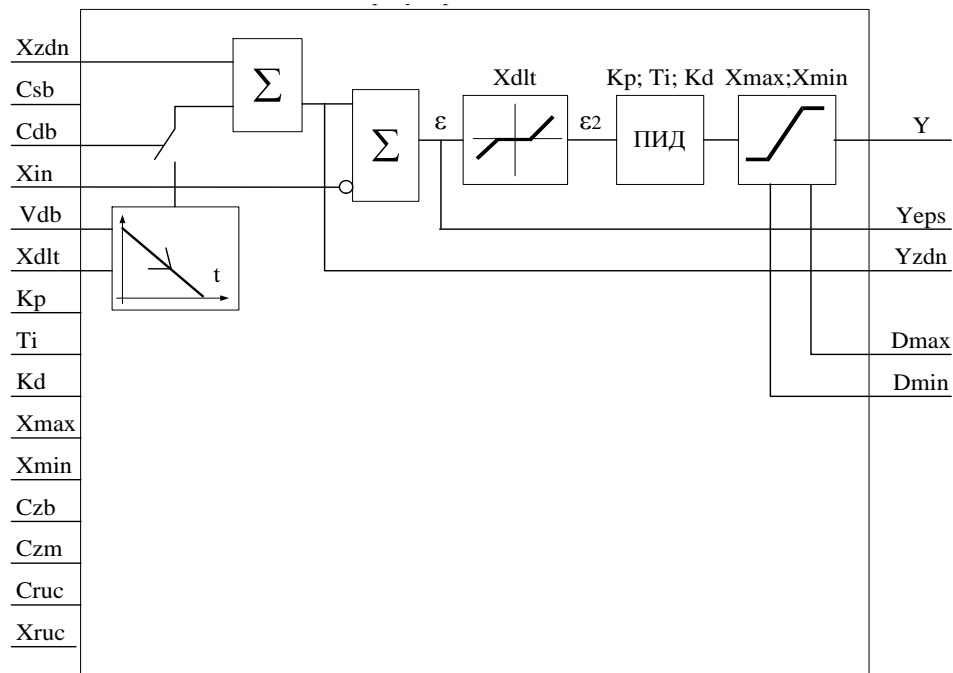 Xzdn
Csb
Cdb
Xin
Vdb
Xdlt
Kp
Ti
Kd
Xmax
Xmin
Czb
Czm
Cruc
Xruc
Σ
Σ
t
ε
Xdlt
ε2
Kp; Ti; Kd
ПИД
Xmax;Xmin
Y
Yeps
Yzdn
Dmax
Dmin